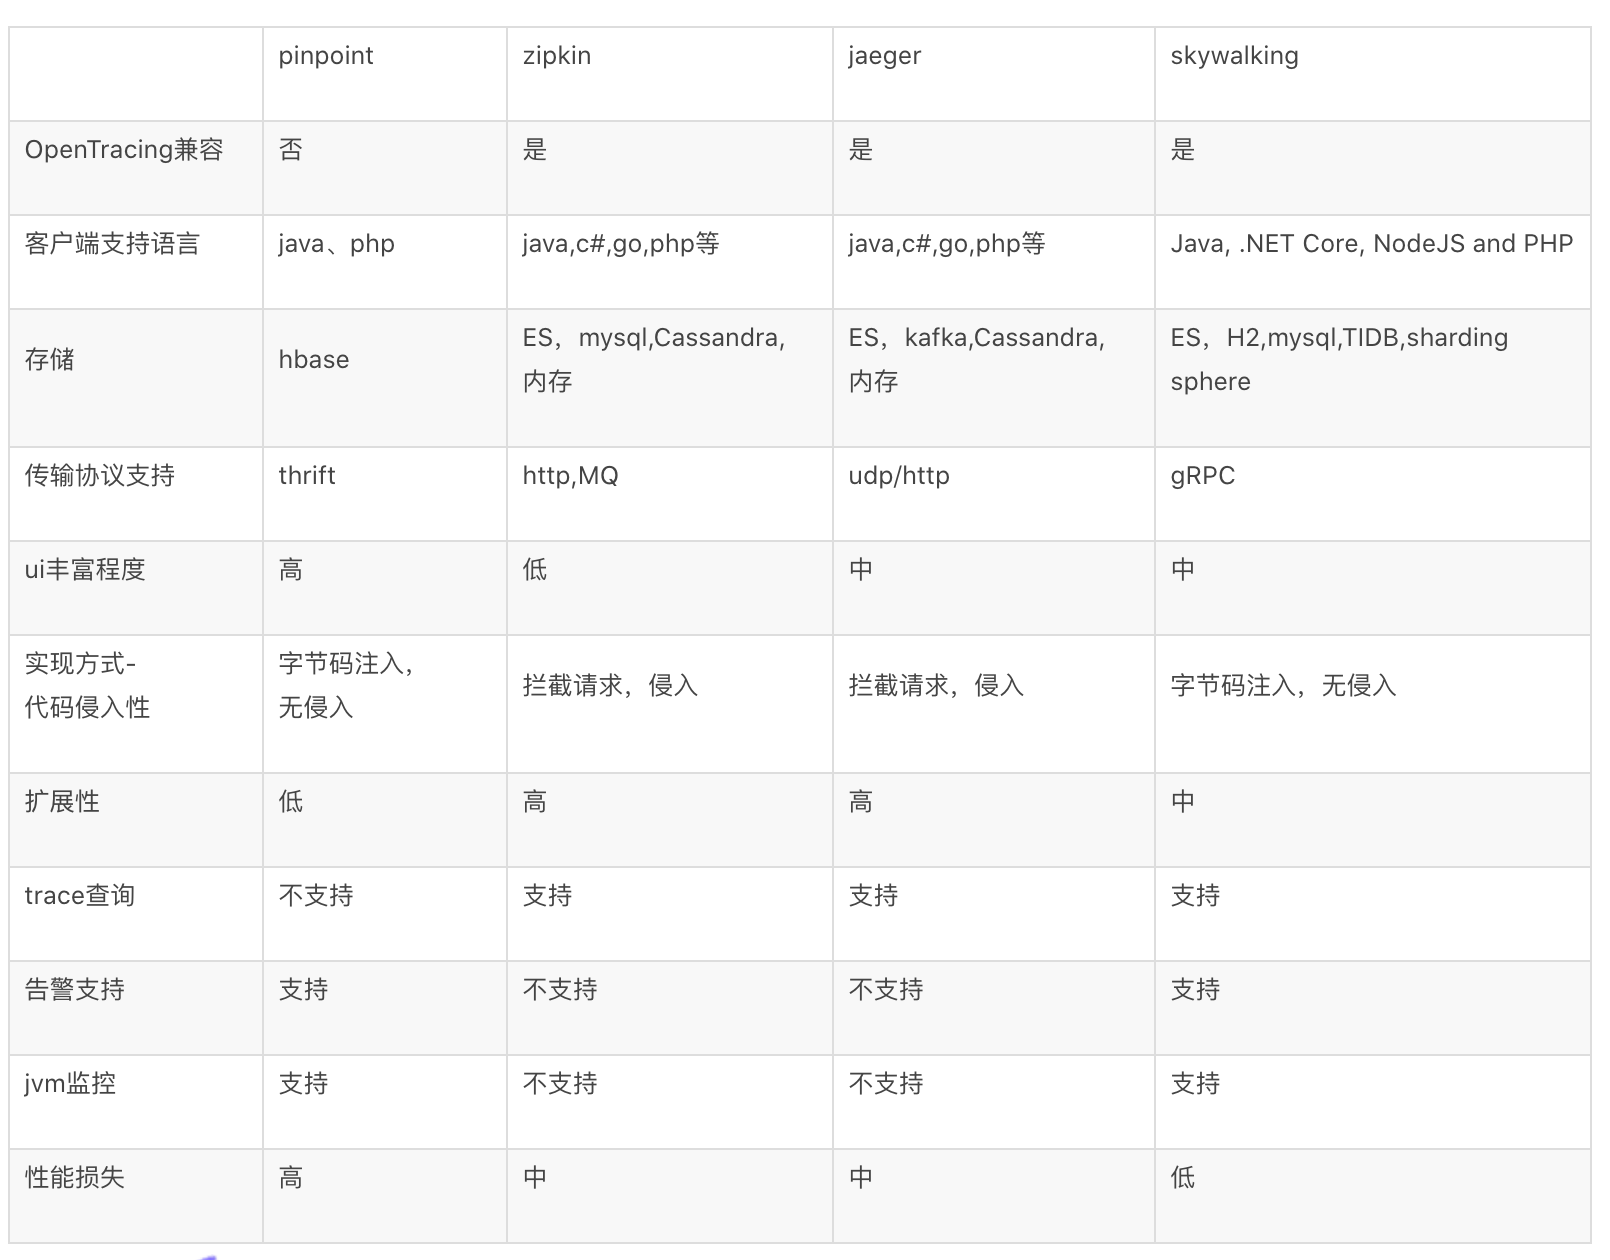 pinpoint zipkin jaeger skywalking
OpenTracing兼容 否 是 是 是
客户端支持语言 java、php java,c#,go,php等 java,c#,go,php等 Java, .NET Core, NodeJS and PHP
存储 hbase ES，mysql,Cassandra, ES，kafka,Cassandra, ES，H2,mysql,TIDB,sharding
内存 内存 sphere
传输协议支持 thrift http,MQ udp/http gRPC
ui丰富程度 高 低 中 中
实现方式- 字节码注入， 拦截请求，侵入 拦截请求，侵入 字节码注入，无侵入
代码侵入性 无侵入
扩展性 低 高 高 中
trace查询 不支持 支持 支持 支持
告警支持 支持 不支持 不支持 支持
jvm监控 支持 不支持 不支持 支持
性能损失 高 中 中 低